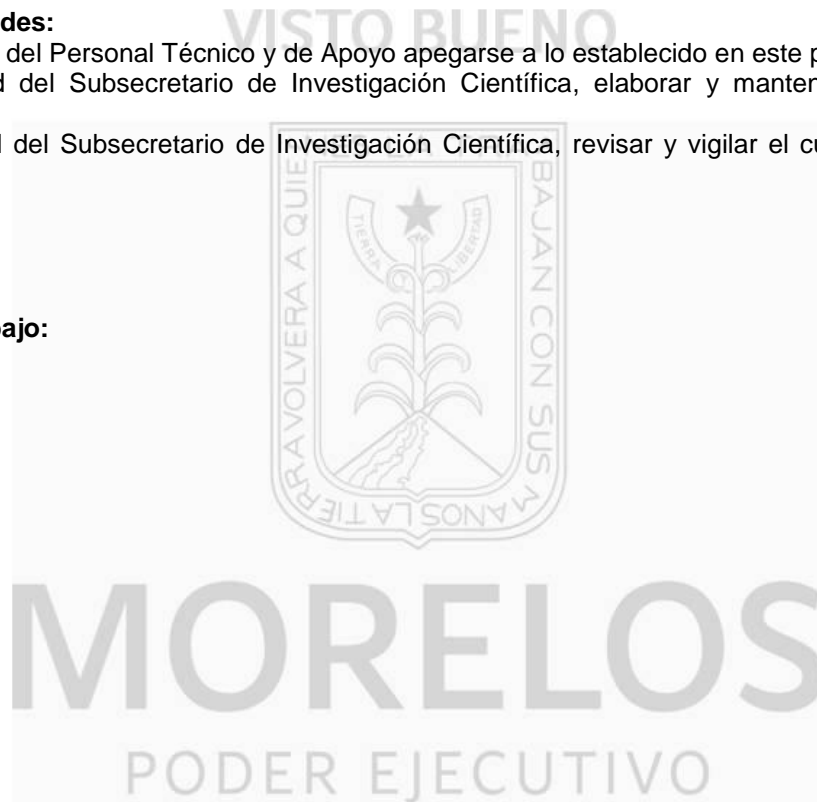 VISTO BUENO
des:
del Personal Técnico y de Apoyo apegarse a lo establecido en este p
d del Subsecretario de Investigación Científica, elaborar y manten
del Subsecretario de Investigación Científica, revisar y vigilar el cu
TIERRA
LIBERTAD
LA TIERRA VOLVERA A QUIENES LA TRABAJAN CON SUS MANOS
bajo:
MORELOS
PODER EJECUTIVO